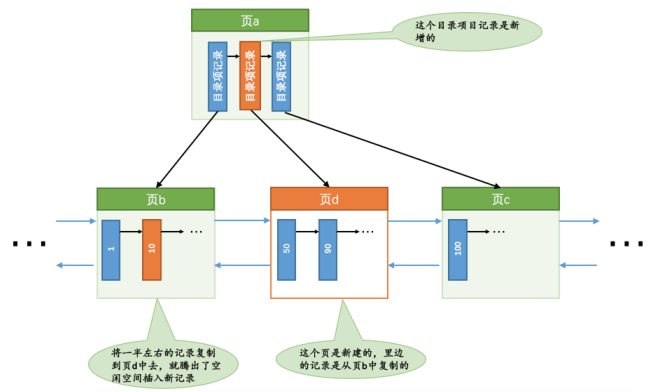 页a
这个目录项目记录是新
增的
目录项记录
目录项记录
目录项记录
页b
页d
页c
1
10
...
50
90
...
100
...
...
...
将一半左右的记录复制
到页d中去，就腾出了空
闲空间插入新记录
这个页是新建的，里边
的记录是从页b中复制的